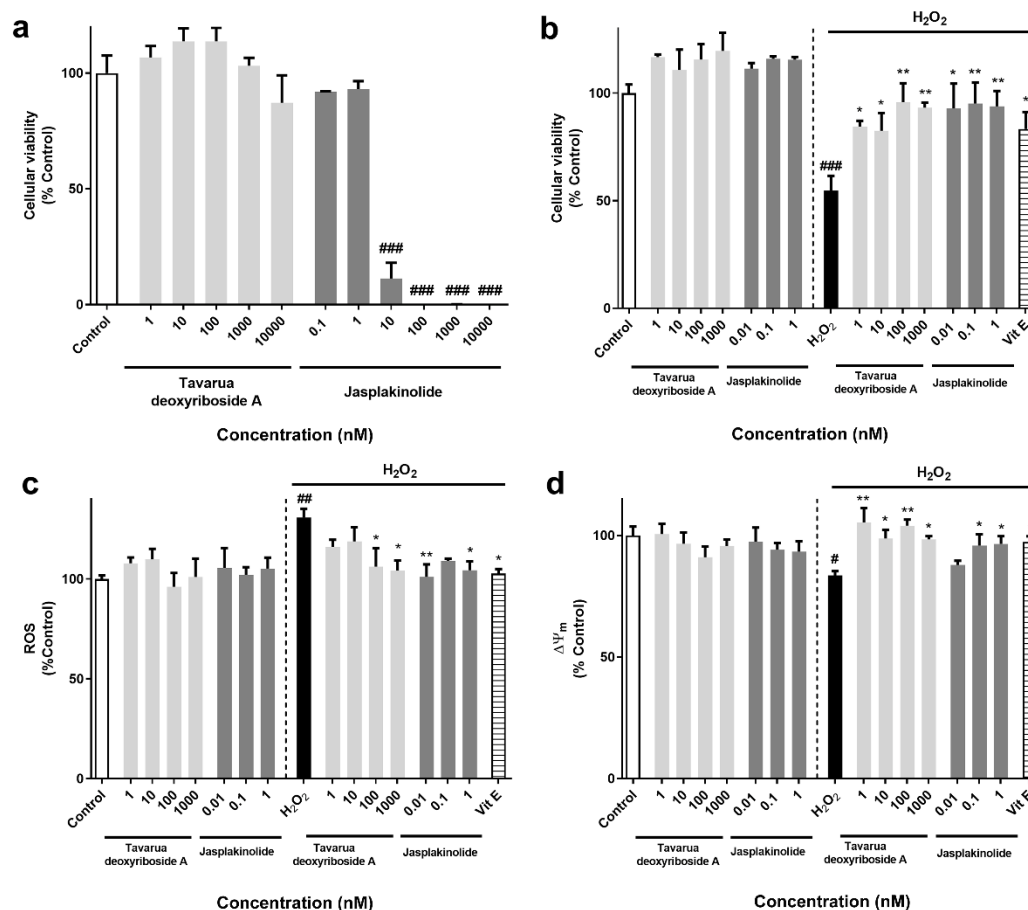 a
Cellular viability
(% Control)
100
50
0
###
###
###
###
Control
1
10
100
1000
10000
0.1
1
10
100
1000
10000
Tavarua
deoxyriboside A
Jasplakinolide
Concentration (nM)
b
H₂O₂
Cellular viability
(% Control)
100
50
0
###
*
*
**
**
*
**
**
*
Control
1
10
100
1000
0.01
0.1
1
H₂O₂
1
10
100
1000
0.01
0.1
1
Vit E
Tavarua
deoxyriboside A
Jasplakinolide
Tavarua
deoxyriboside A
Jasplakinolide
Concentration (nM)
c
H₂O₂
ROS
(%Control)
100
50
0
##
*
*
**
*
*
Control
1
10
100
1000
0.01
0.1
1
H₂O₂
1
10
100
1000
0.01
0.1
1
Vit E
Tavarua
deoxyriboside A
Jasplakinolide
Tavarua
deoxyriboside A
Jasplakinolide
Concentration (nM)
d
H₂O₂
ΔΨm
(% Control)
100
50
0
#
**
*
**
*
*
*
Control
1
10
100
1000
0.01
0.1
1
H₂O₂
1
10
100
1000
0.01
0.1
1
Vit E
Tavarua
deoxyriboside A
Jasplakinolide
Tavarua
deoxyriboside A
Jasplakinolide
Concentration (nM)